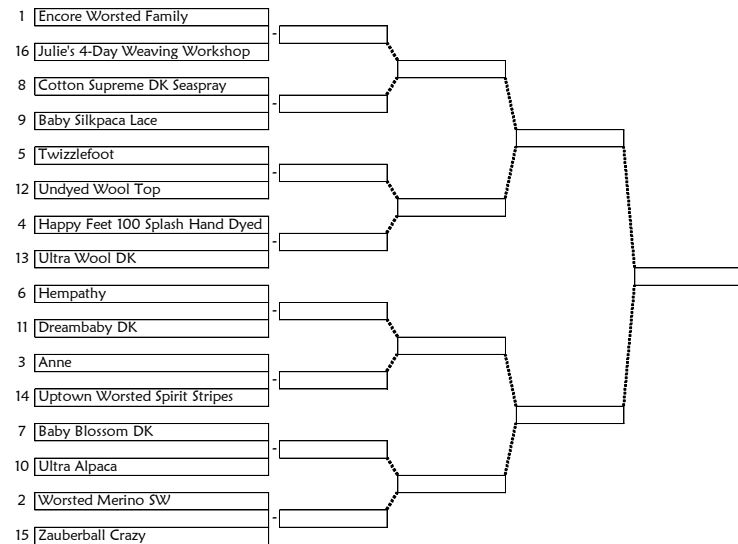 1 Encore Worsted Family
16 Julie's 4-Day Weaving Workshop
8 Cotton Supreme DK Seaspray
9 Baby Silkpaca Lace
5 Twizzlefoot
12 Undyed Wool Top
4 Happy Feet 100 Splash Hand Dyed
13 Ultra Wool DK
6 Hempathy
11 Dreambaby DK
3 Anne
14 Uptown Worsted Spirit Stripes
7 Baby Blossom DK
10 Ultra Alpaca
2 Worsted Merino SW
15 Zauberball Crazy